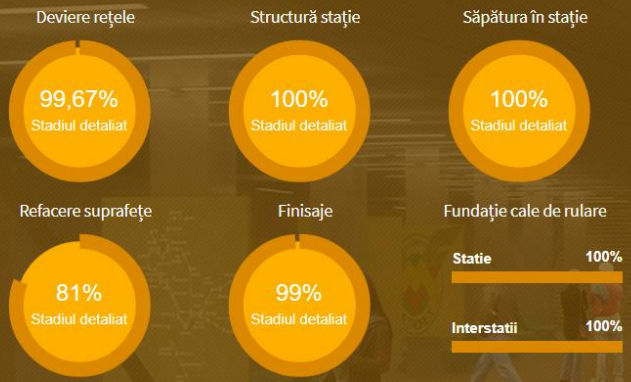 Deviere rețele
99,67%
Stadiul detaliat
Structură stație
100%
Stadiul detaliat
Săpătura în stație
100%
Stadiul detaliat
Refacere suprafețe
81%
Stadiul detaliat
Finisaje
99%
Stadiul detaliat
Fundație cale de rulare
Statie 100%
Interstatii 100%